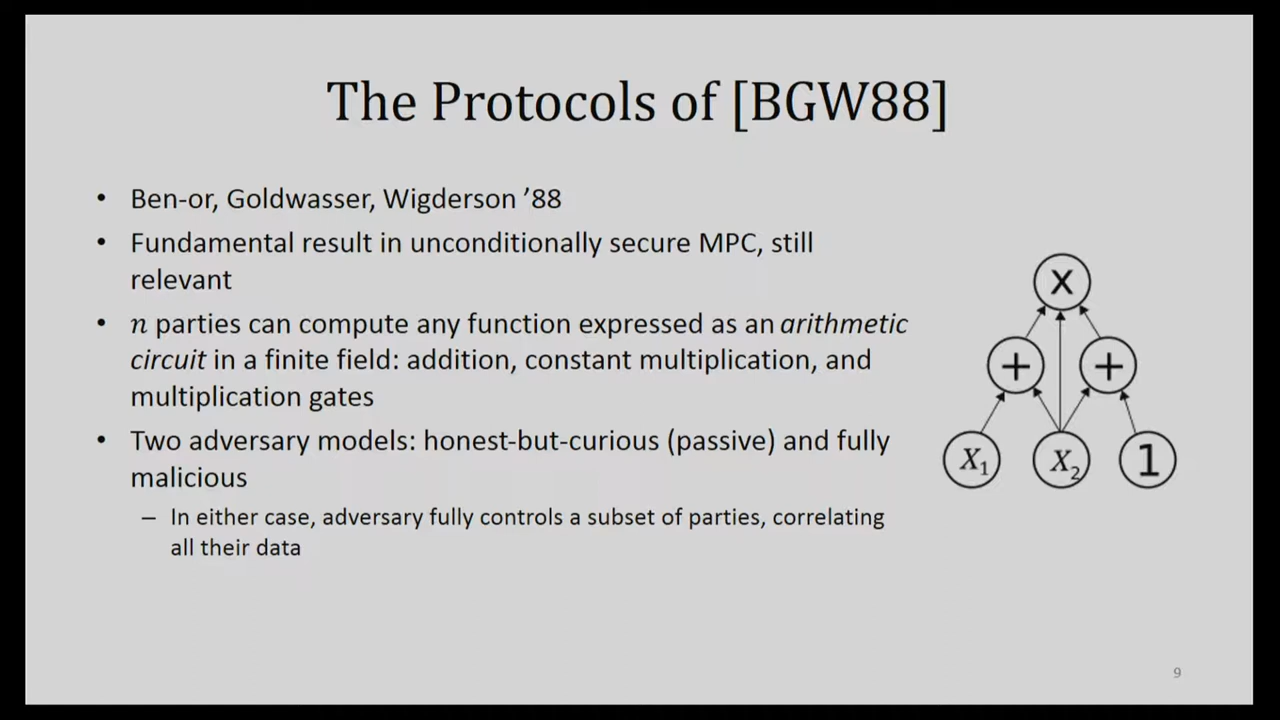 The Protocols of [BGW88]
• Ben-or, Goldwasser, Wigderson ’88
• Fundamental result in unconditionally secure MPC, still
relevant
• n parties can compute any function expressed as an arithmetic
circuit in a finite field: addition, constant multiplication, and
multiplication gates
• Two adversary models: honest-but-curious (passive) and fully
malicious
– In either case, adversary fully controls a subset of parties, correlating
all their data
x
+ +
X₁ X₂ 1
9